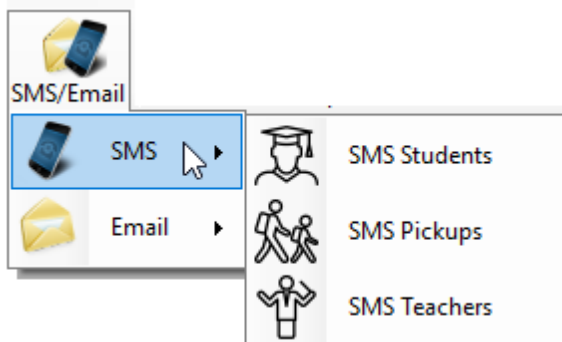 SMS/Email
SMS
Email
SMS Students
SMS Pickups
SMS Teachers